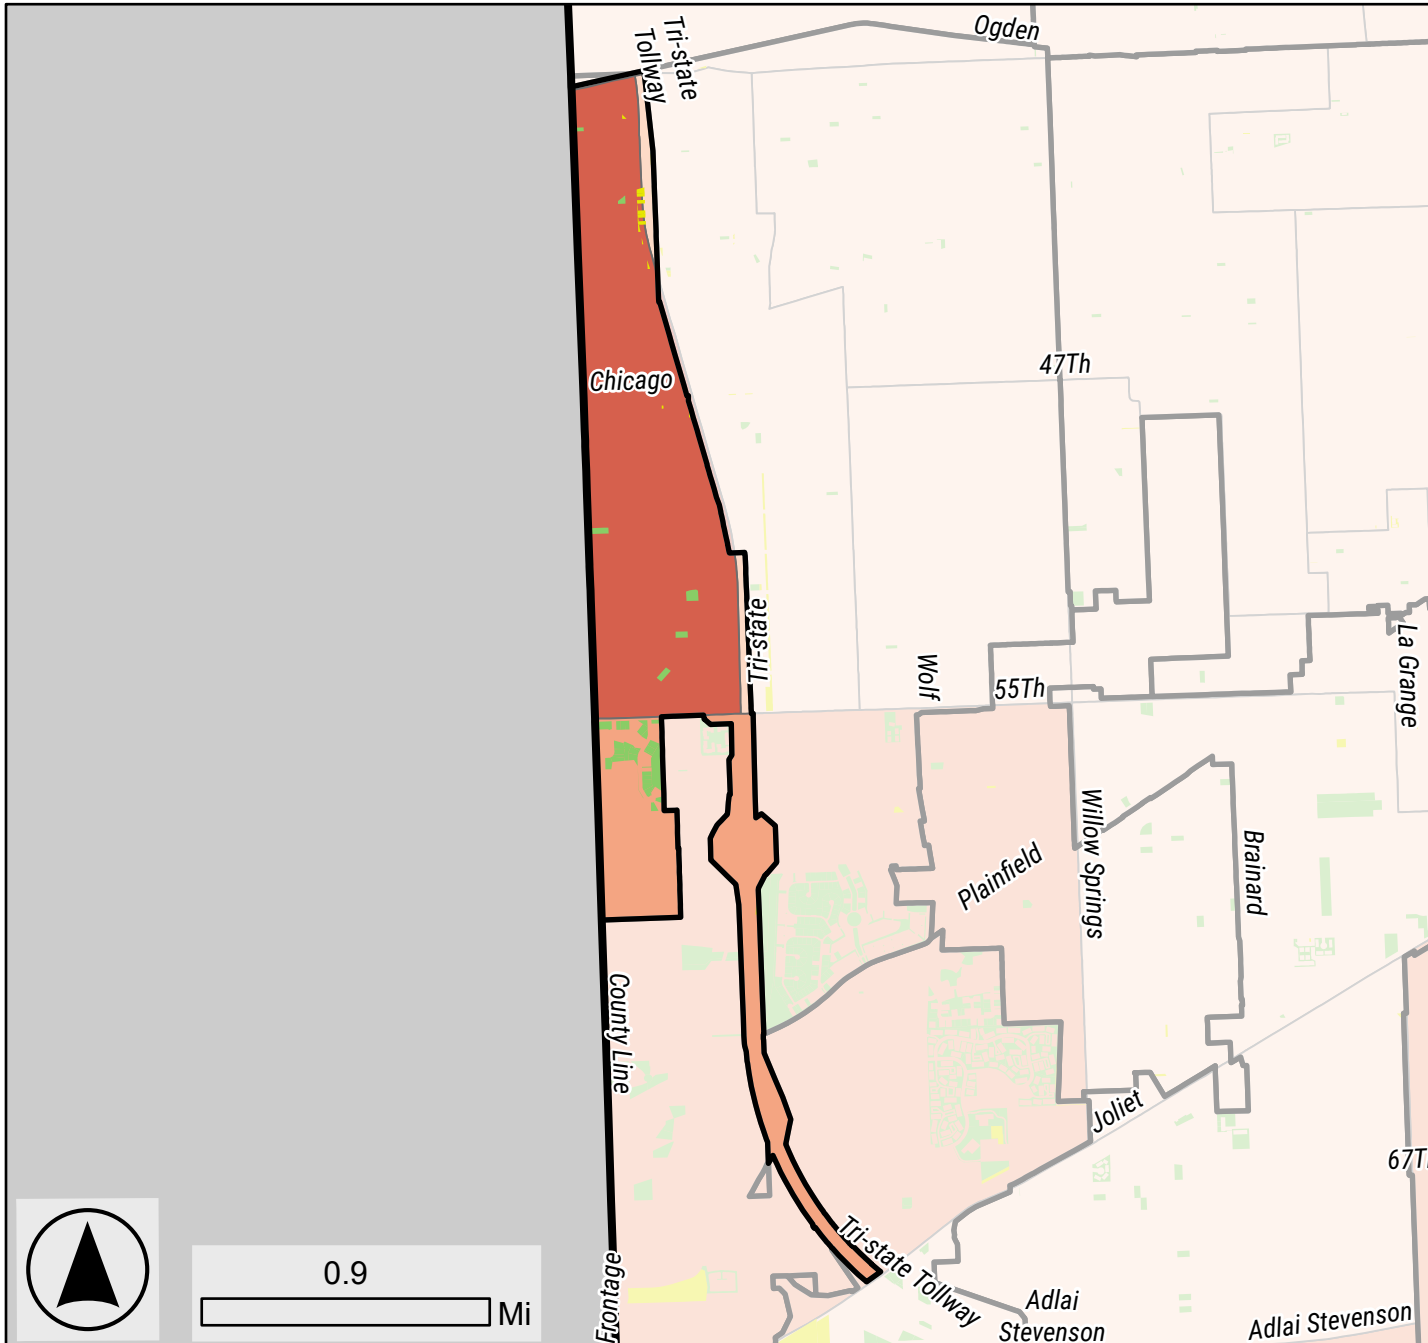 Ogden
Tri-state
Tollway
47Th
Chicago
Tri-state
La Grange
Wolf
55Th
Willow Springs
Brainard
Plainfield
County Line
Joliet
67T
Tri-state Tollway
Frontage
Adlai
Stevenson
Adlai Stevenson
0.9
Mi